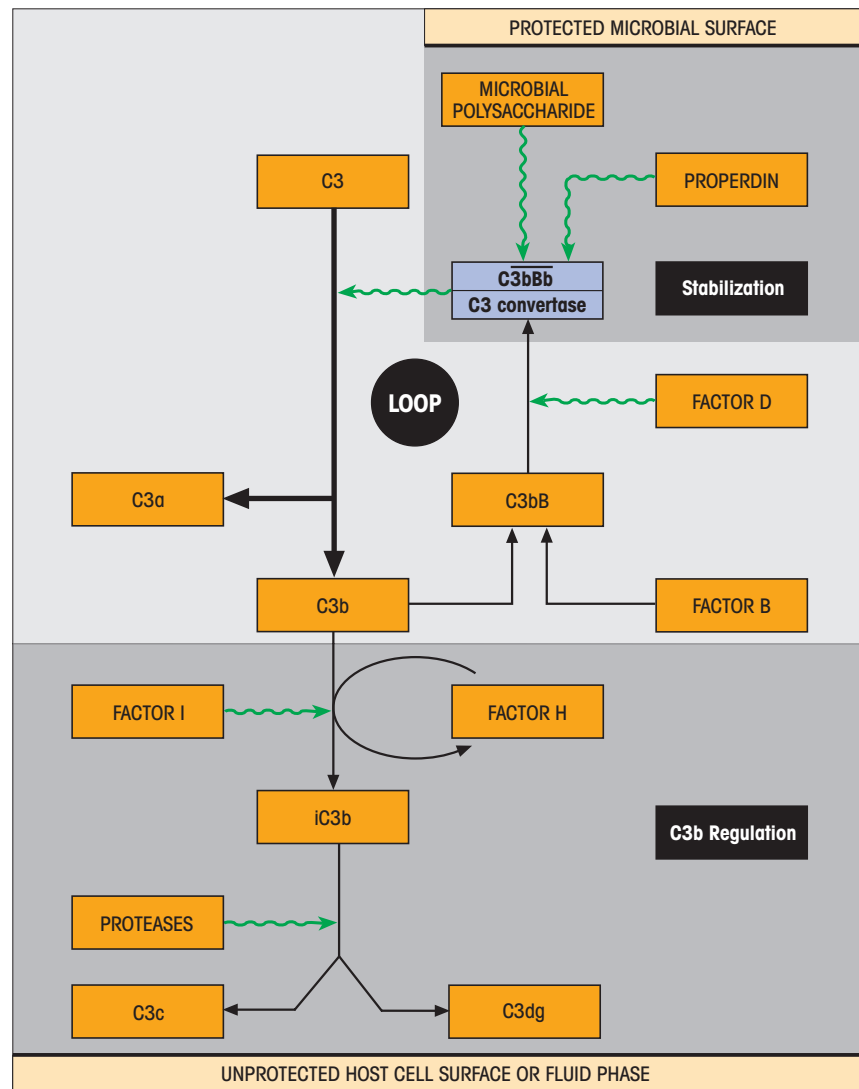 PROTECTED MICROBIAL SURFACE
MICROBIAL
POLYSACCHARIDE
C3
PROPERDIN
C3bBb
C3 convertase
Stabilization
LOOP
FACTOR D
C3a
C3bB
C3b
FACTOR B
FACTOR I
FACTOR H
iC3b
C3b Regulation
PROTEASES
C3c
C3dg
UNPROTECTED HOST CELL SURFACE OR FLUID PHASE